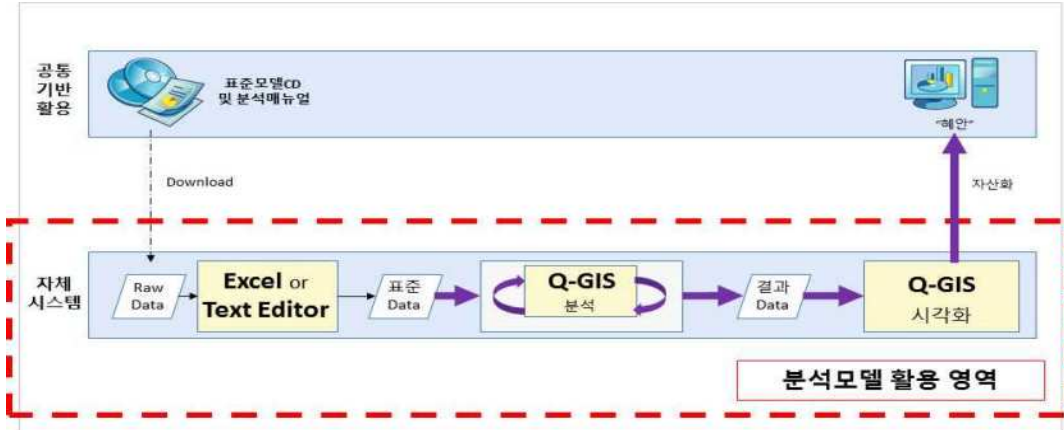 공통
기반
활용
표준모델CD
및 분석매뉴얼
"혜안"
Download
자산화
자체
시스템
Raw
Data
Excel or
Text Editor
표준
Data
Q-GIS
분석
결과
Data
Q-GIS
시각화
분석모델 활용 영역